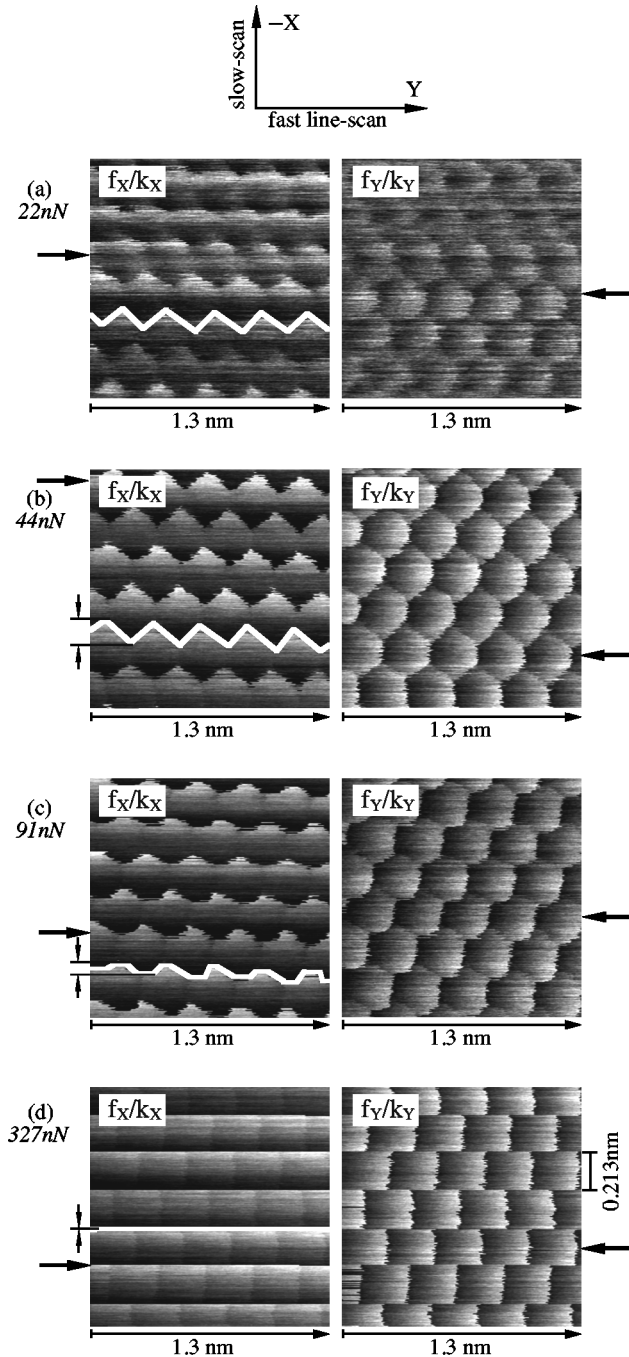 −X
slow-scan
Y
fast line-scan
(a)
22nN
fX/kX
fY/kY
1.3 nm
1.3 nm
(b)
44nN
fX/kX
fY/kY
1.3 nm
1.3 nm
(c)
91nN
fX/kX
fY/kY
1.3 nm
1.3 nm
(d)
327nN
fX/kX
fY/kY
0.213nm
1.3 nm
1.3 nm